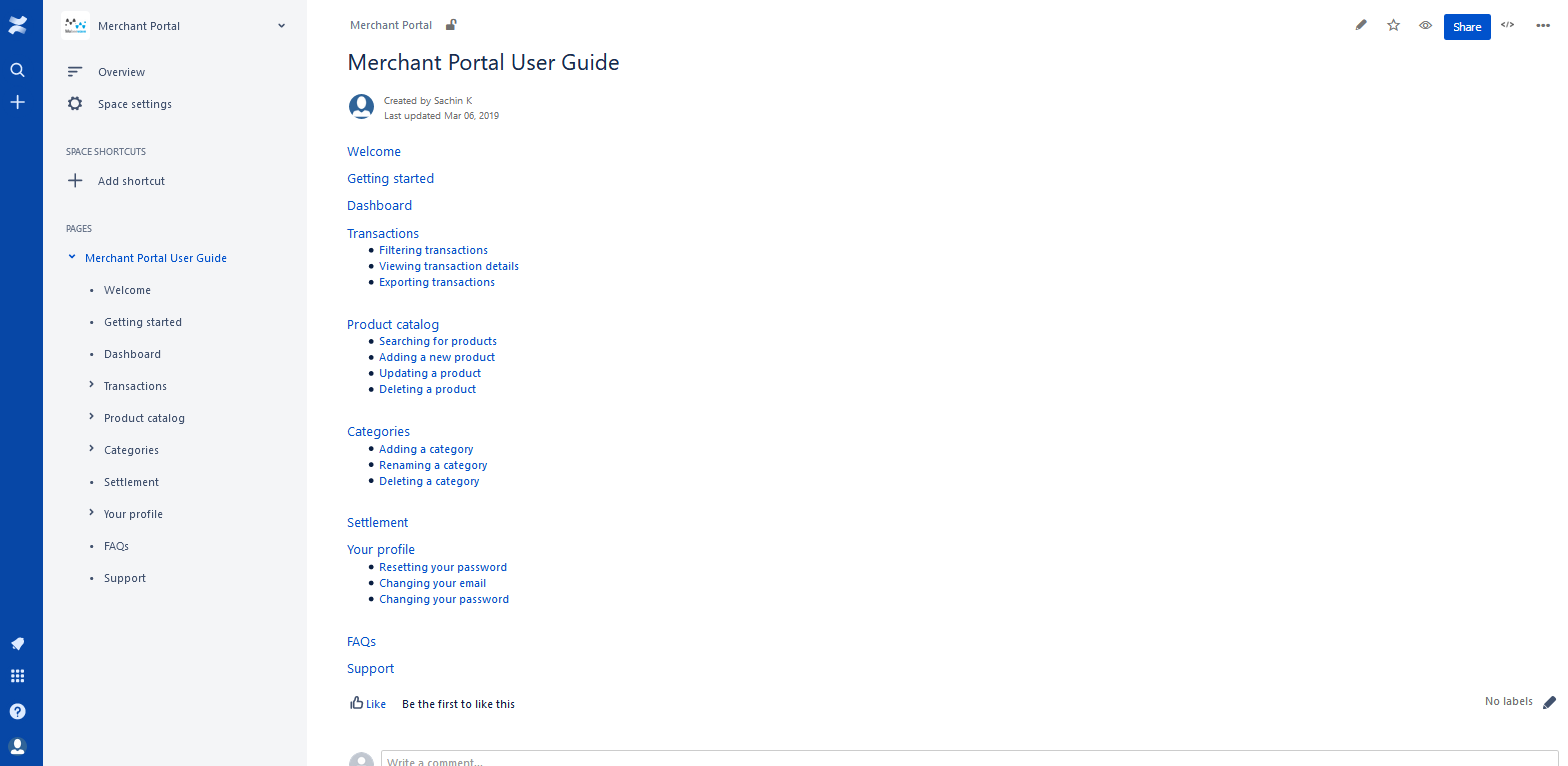 Merchant Portal
Overview
Space settings
SPACE SHORTCUTS
Add shortcut
PAGES
Merchant Portal User Guide
Welcome
Getting started
Dashboard
Transactions
Product catalog
Categories
Settlement
Your profile
FAQs
Support
Merchant Portal
Share
Merchant Portal User Guide
Created by Sachin K
Last updated Mar 06, 2019
Welcome
Getting started
Dashboard
Transactions
Filtering transactions
Viewing transaction details
Exporting transactions
Product catalog
Searching for products
Adding a new product
Updating a product
Deleting a product
Categories
Adding a category
Renaming a category
Deleting a category
Settlement
Your profile
Resetting your password
Changing your email
Changing your password
FAQs
Support
Like Be the first to like this
No labels
Write a comment...